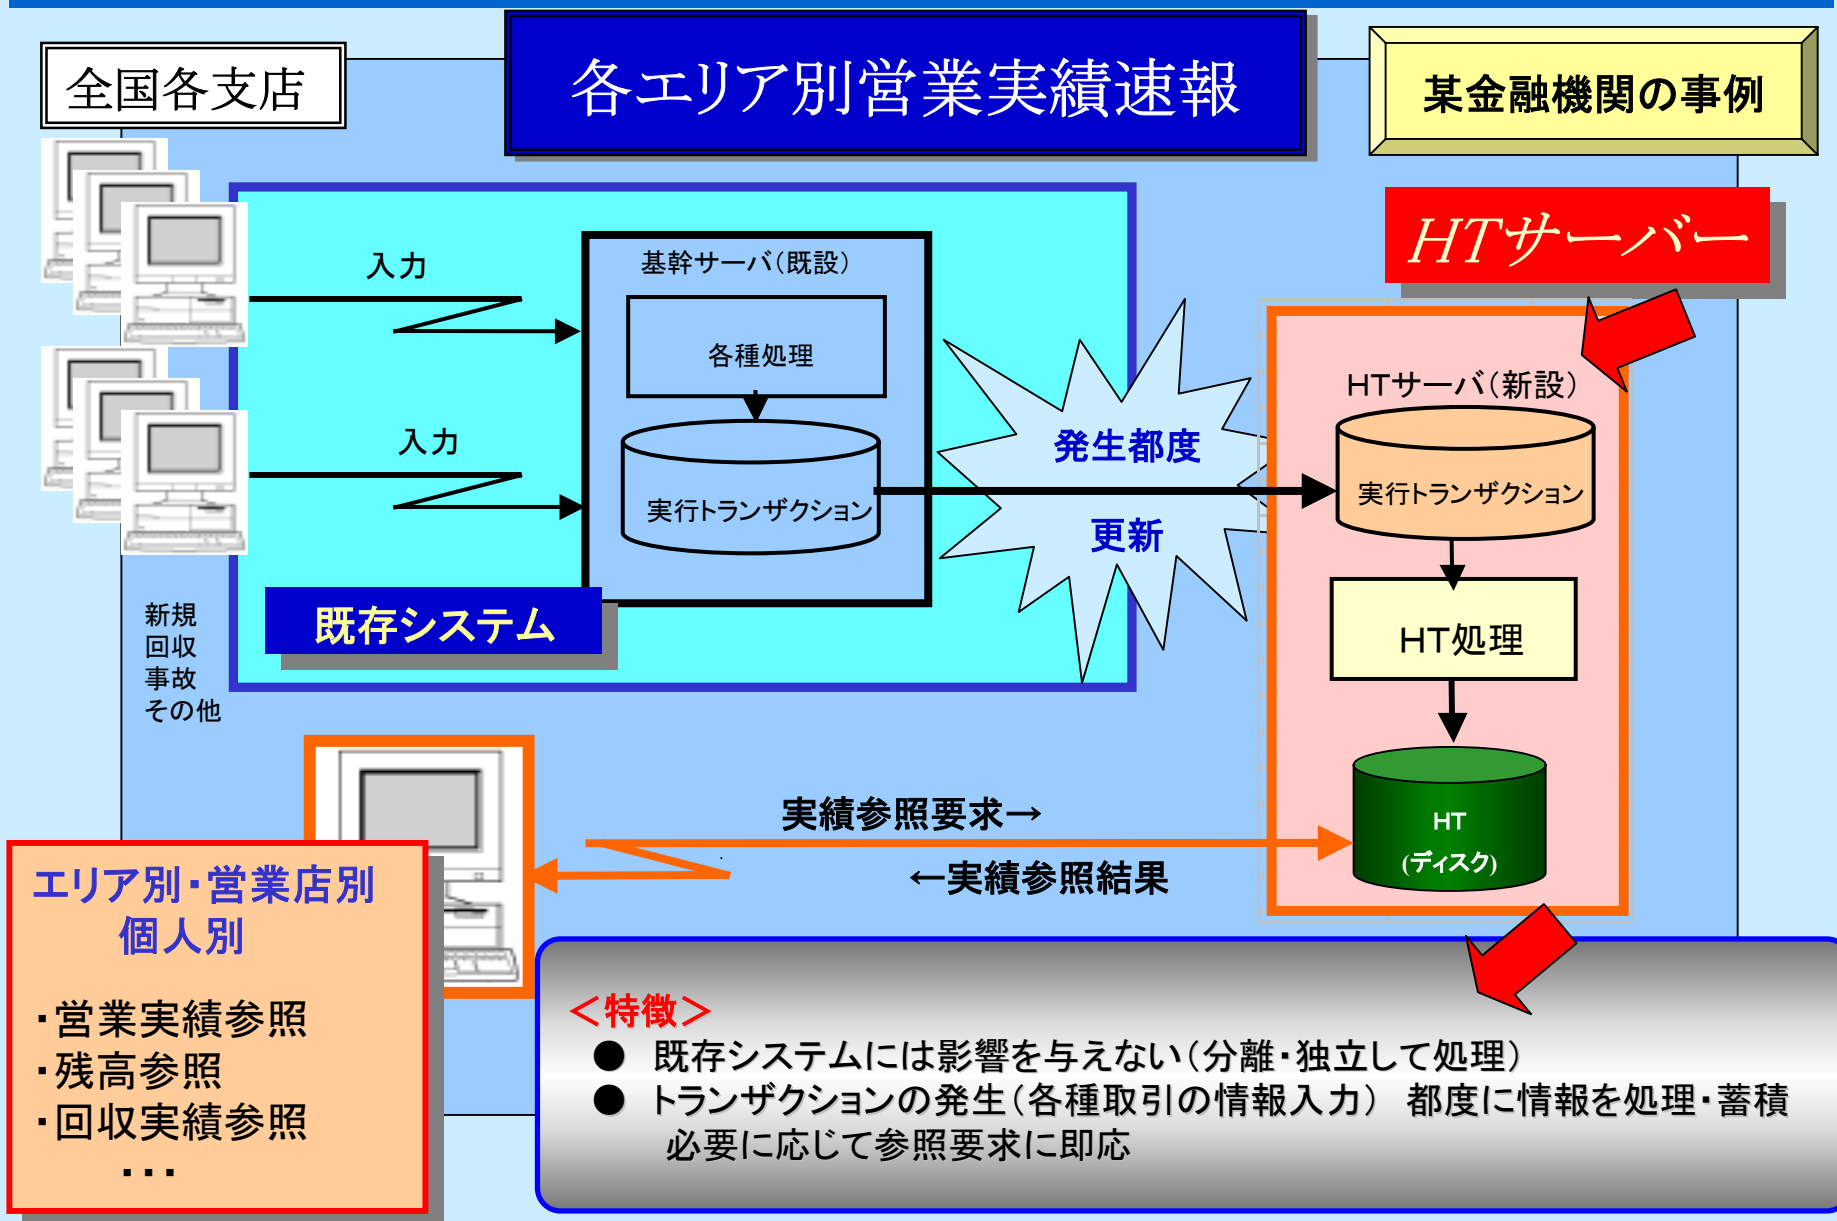 全国各支店
各エリア別営業実績速報
某金融機関の事例
HTサーバー
入力
基幹サーバ（既設）
各種処理
入力
実行トランザクション
発生都度
更新
HTサーバ（新設）
実行トランザクション
HT処理
既存システム
新規
回収
事故
その他
実績参照要求→
←実績参照結果
HT
(ディスク)
エリア別・営業店別
個人別
・営業実績参照
・残高参照
・回収実績参照
・・・
＜特徴＞
● 既存システムには影響を与えない（分離・独立して処理）
● トランザクションの発生（各種取引の情報入力） 都度に情報を処理・蓄積
必要に応じて参照要求に即応